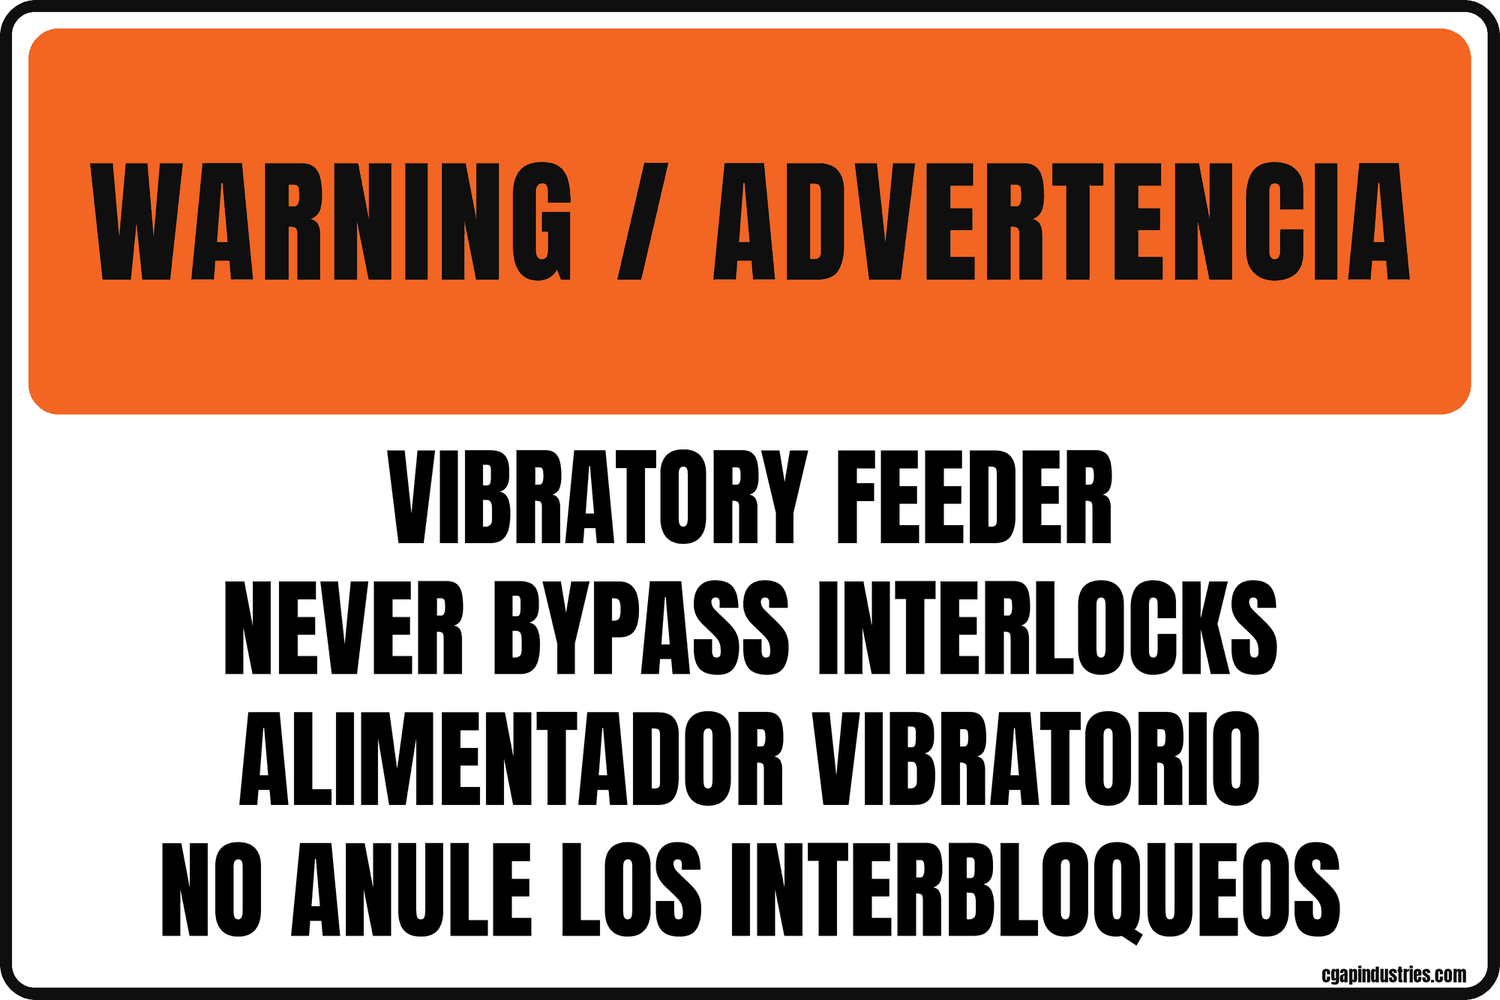 WARNING / ADVERTENCIA
VIBRATORY FEEDER
NEVER BYPASS INTERLOCKS
ALIMENTADOR VIBRATORIO
NO ANULE LOS INTERBLOQUEOS
cgapindustries.com